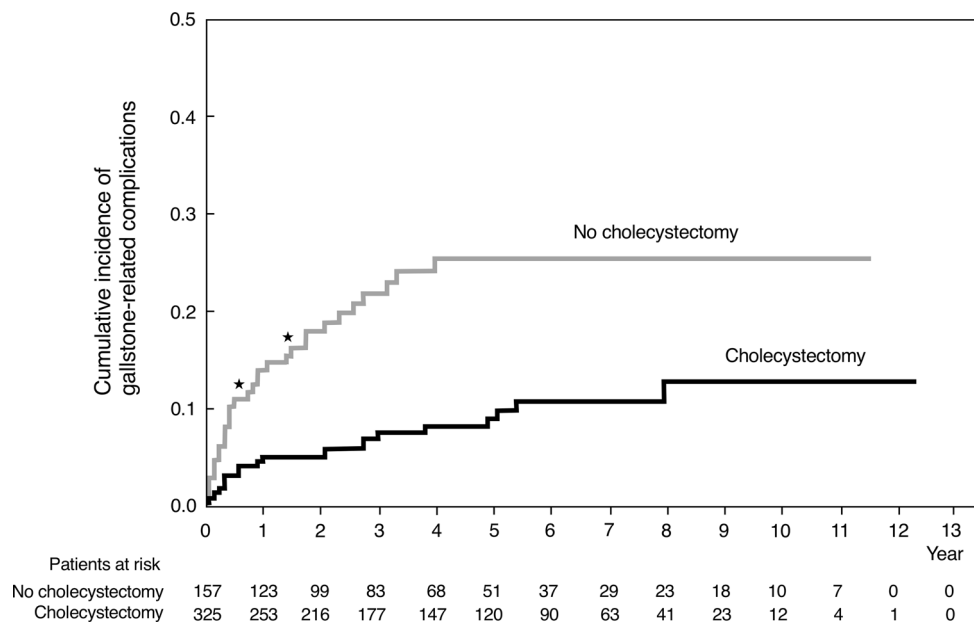 0.5
0.4
0.3
0.2
0.1
0.0
Cumulative incidence of
gallstone-related complications
No cholecystectomy
Cholecystectomy
0 1 2 3 4 5 6 7 8 9 10 11 12 13
Year
Patients at risk
No cholecystectomy 157 123 99 83 68 51 37 29 23 18 10 7 0 0
Cholecystectomy 325 253 216 177 147 120 90 63 41 23 12 4 1 0